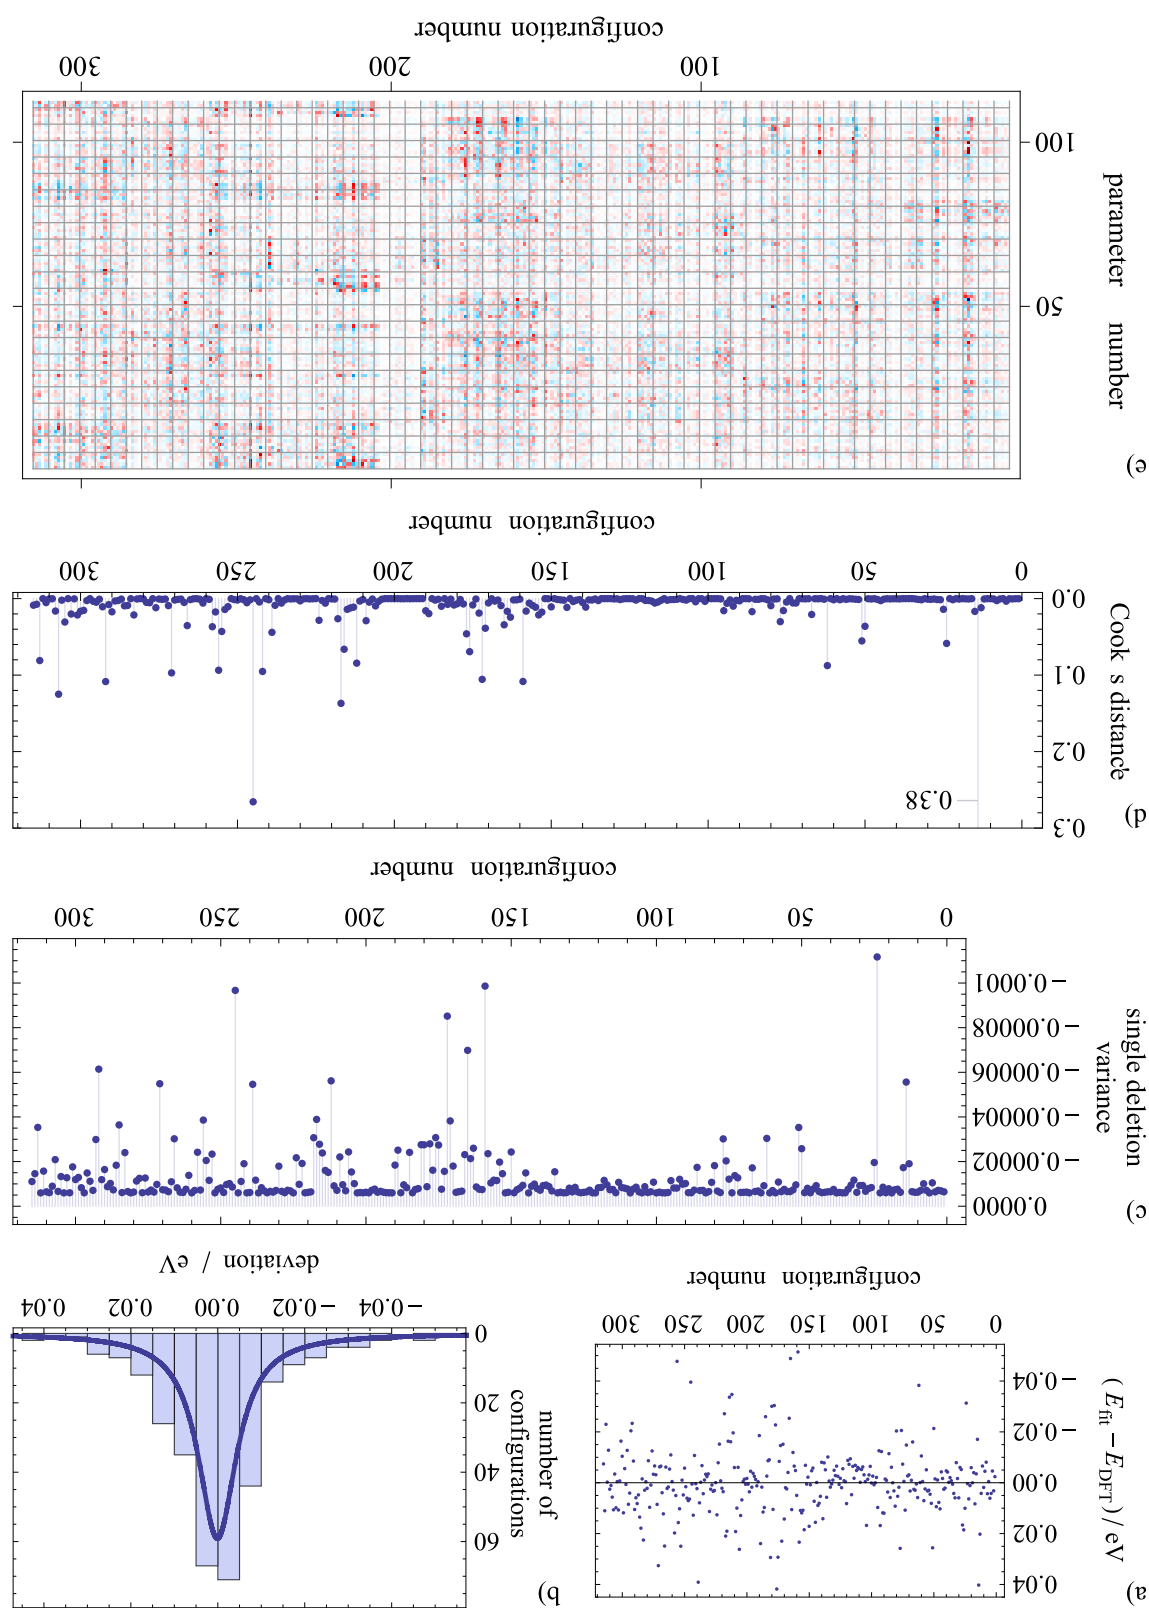 a)
(E_fit − E_DFT) / eV
0.04
0.02
0.00
−0.02
−0.04
0 50 100 150 200 250 300
configuration number
b)
number of
configurations
60
40
20
0
−0.04 −0.02 0.00 0.02 0.04
deviation / eV
c)
single deletion
variance
0.00000
−0.00002
−0.00004
−0.00006
−0.00008
−0.0001
0 50 100 150 200 250 300
configuration number
d)
Cook s distance
0.3
0.2
0.1
0.0
0.38
0 50 100 150 200 250 300
configuration number
e)
parameter number
50
100
100 200 300
configuration number